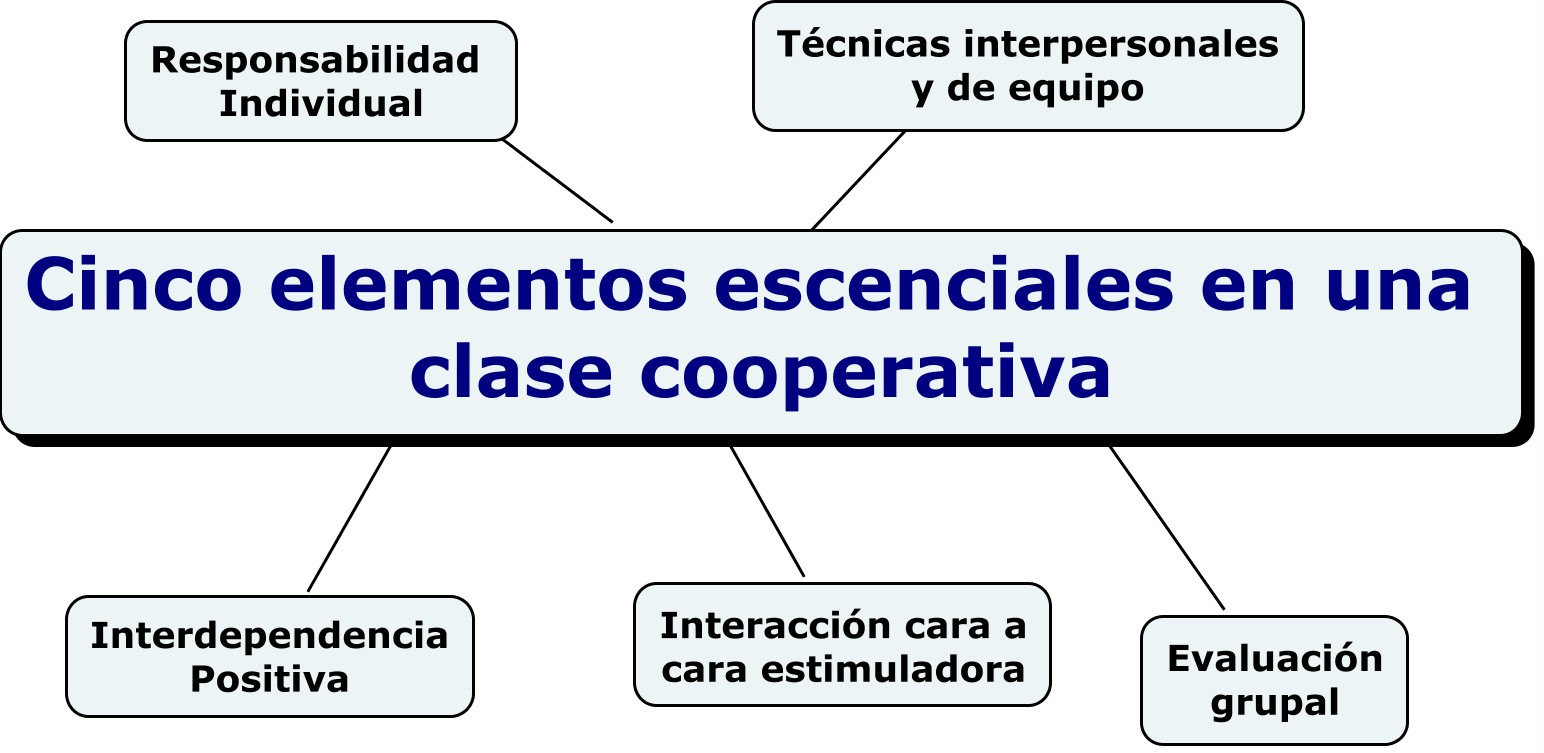 Responsabilidad
Individual
Técnicas interpersonales
y de equipo
Cinco elementos escenciales en una
clase cooperativa
Interdependencia
Positiva
Interacción cara a
cara estimuladora
Evaluación
grupal